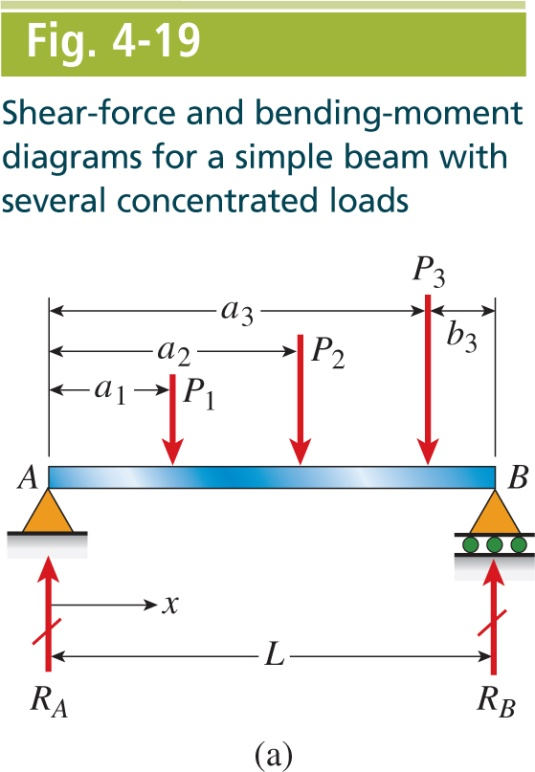 Fig. 4-19
Shear-force and bending-moment
diagrams for a simple beam with
several concentrated loads
P3
a3
b3
a2
P2
a1
P1
A
B
x
L
RA
RB
(a)